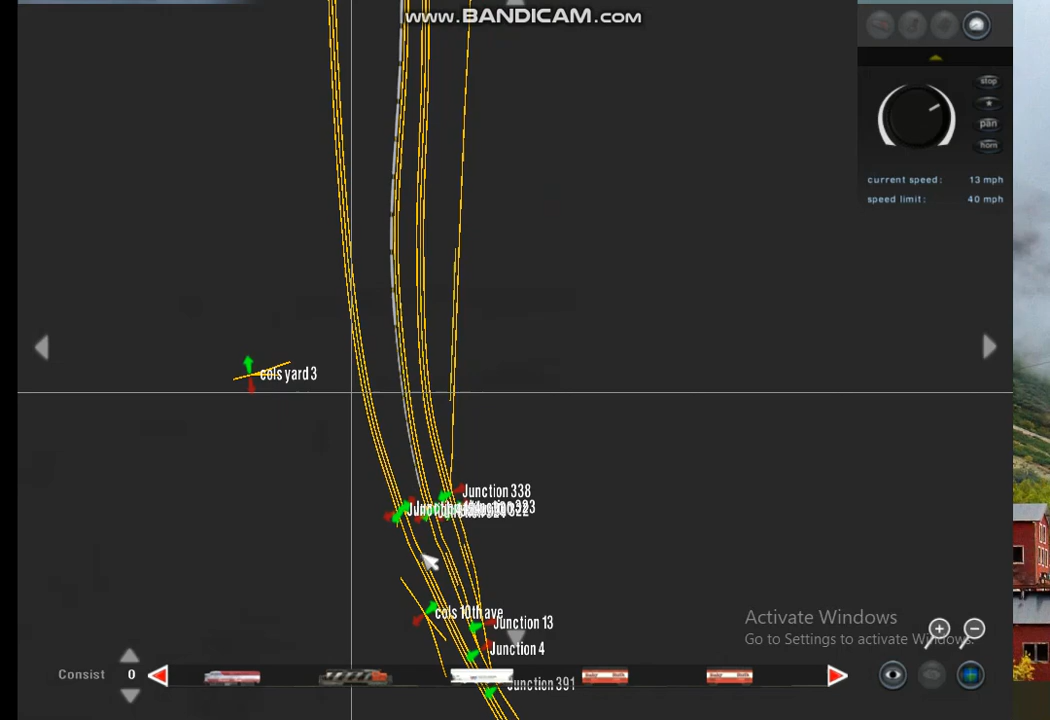 www.BANDICAM.com
stop
pan
horn
current speed: 13 mph
speed limit: 40 mph
cols yard 3
Junction 338
cols 10th ave
Junction 13
Junction 4
Junction 391
Activate Windows
Go to Settings to activate Windows.
Consist 0